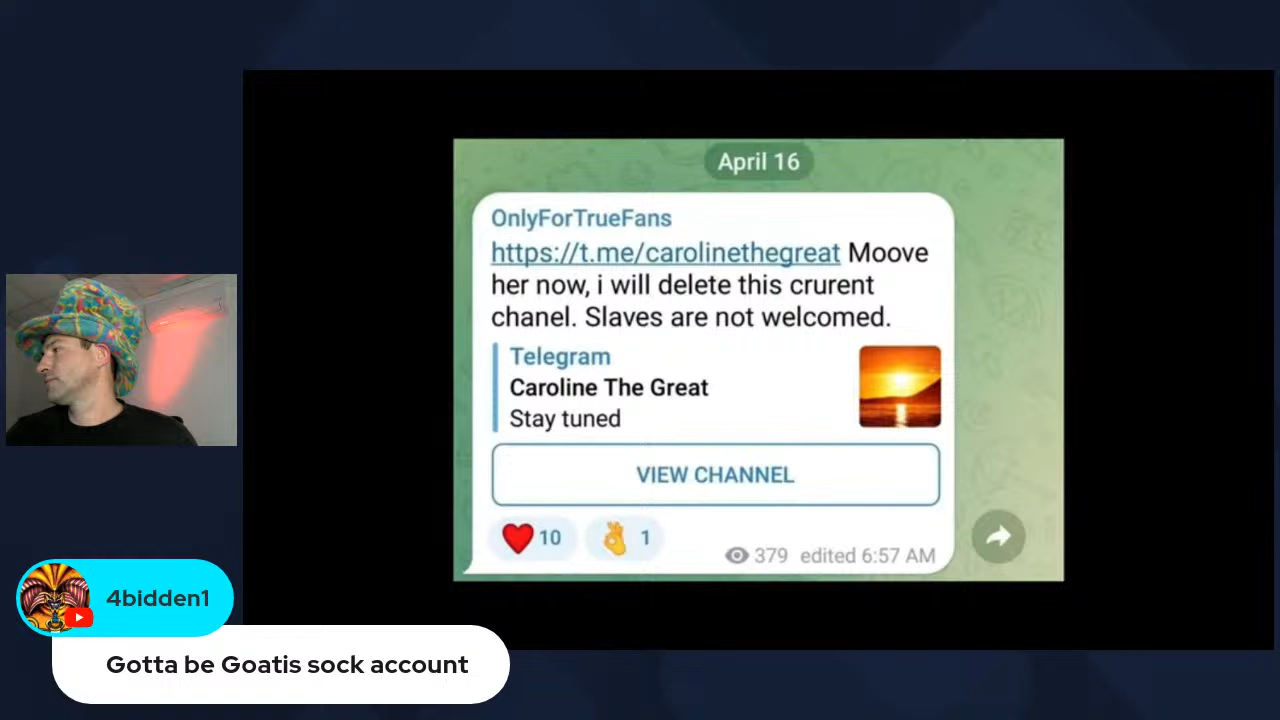 April 16
OnlyForTrueFans
https://t.me/carolinethegreat Moove
her now, i will delete this crurent
chanel. Slaves are not welcomed.
Telegram
Caroline The Great
Stay tuned
VIEW CHANNEL
10
1
379 edited 6:57 AM
4bidden1
Gotta be Goatis sock account